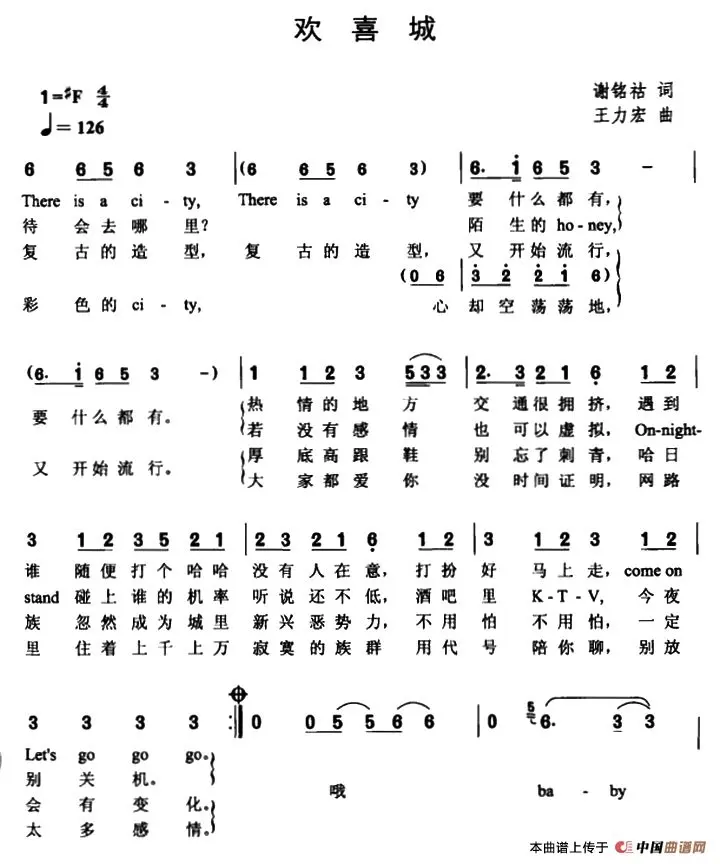 欢喜城
1=♯F 4/4
谢铭祜 词
♩=126
王力宏 曲
6 6 5 6 3 | (6 6 5 6 3) | 6. 1 6 5 3 - |
There is a ci - ty, There is a ci - ty 要 什么都有,
待 会去哪 里? 陌 生的 ho - ney,
复 古的造 型, 复 古的造 型, 又 开始流行,
(0 6 3 2 2 1 6)
彩 色的 ci - ty, 心 却空 荡荡 地,
(6. 1 6 5 3 -) | 1 1 2 3 5 3 3 | 2. 3 2 1 6 1 2 |
要 什么都有。 热 情的 地 方 交 通很 拥 挤, 遇到
若 没有 感 情 也 可以 虚 拟, On-night-
又 开始流行。 厚 底高 跟 鞋 别 忘了 刺 青, 哈日
大 家都 爱 你 没 时间 证 明, 网路
3 1 2 3 5 2 1 | 2 3 2 1 6 1 2 | 3 1 2 3 1 2 |
谁 随便 打个 哈哈 没有 人在 意, 打扮 好 马上 走, come on
stand 碰上 谁的 机率 听说 还不 低, 酒吧 里 K - T - V, 今夜
族 忽然 成为 城里 新兴 恶势 力, 不用 怕 不用 怕, 一定
里 住着 上千 上万 寂寞 的族 群 用代 号 陪你 聊, 别放
3 3 3 3 :| 0 0 5 5 6 6 | 0 5 6. 3 3 |
Let's go go go.
别 关 机。 哦 ba - by
会 有 变 化。
太 多 感 情。
本曲谱上传于 中国曲谱网